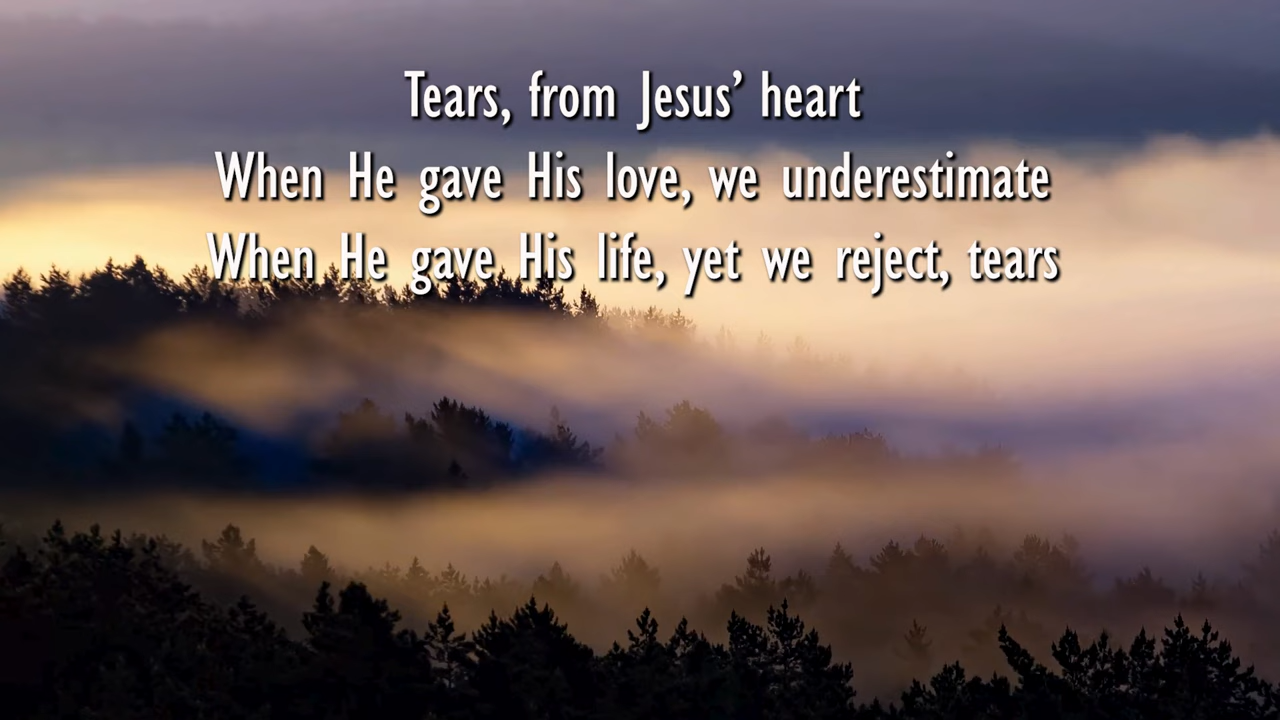 Tears, from Jesus’ heart
When He gave His love, we underestimate
When He gave His life, yet we reject, tears